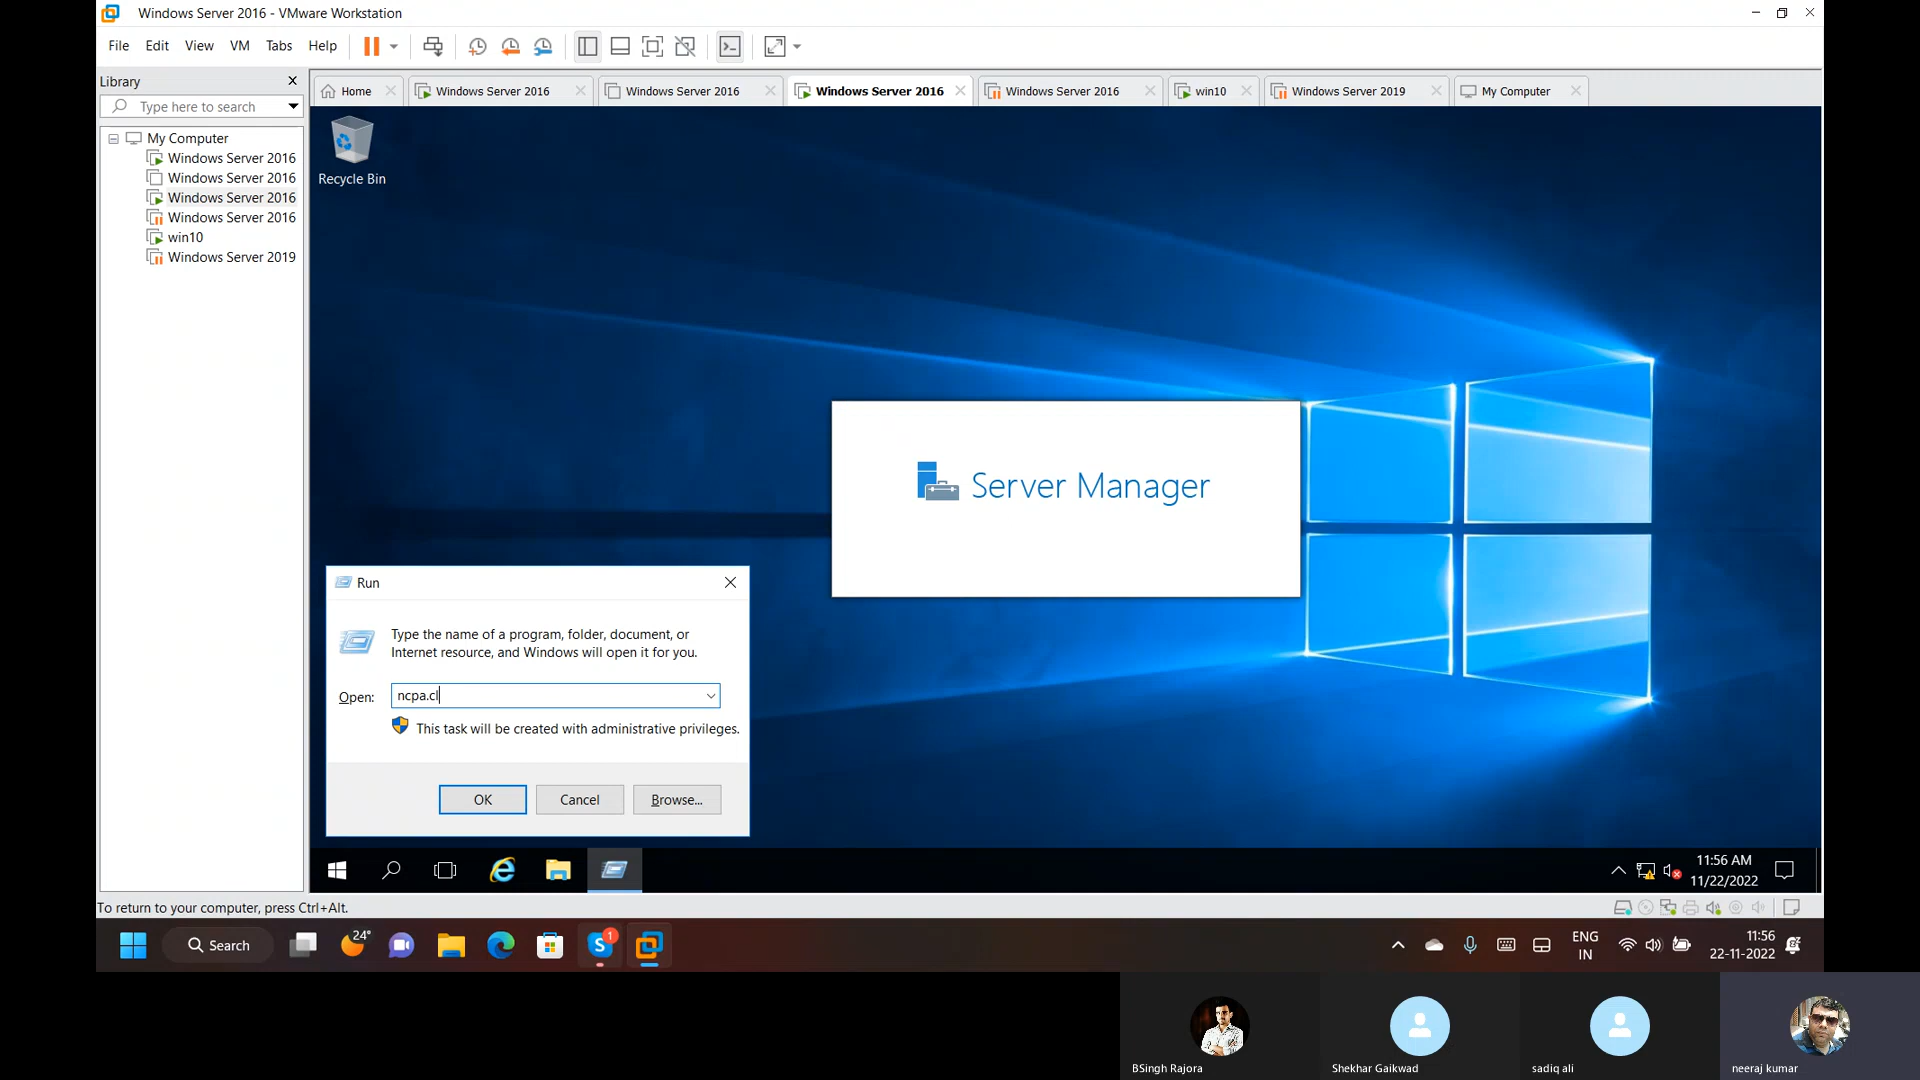 Windows Server 2016 - VMware Workstation
File Edit View VM Tabs Help
Library
Type here to search
Home Windows Server 2016 Windows Server 2016 Windows Server 2016 Windows Server 2016 win10 Windows Server 2019 My Computer
My Computer
Windows Server 2016
Windows Server 2016
Windows Server 2016
Windows Server 2016
win10
Windows Server 2019
Recycle Bin
Server Manager
Run
Type the name of a program, folder, document, or
Internet resource, and Windows will open it for you.
Open: ncpa.cl
This task will be created with administrative privileges.
OK Cancel Browse...
11:56 AM
11/22/2022
To return to your computer, press Ctrl+Alt.
Search
24°
S 1
ENG
IN
11:56
22-11-2022
BSingh Rajora
Shekhar Gaikwad
sadiq ali
neeraj kumar